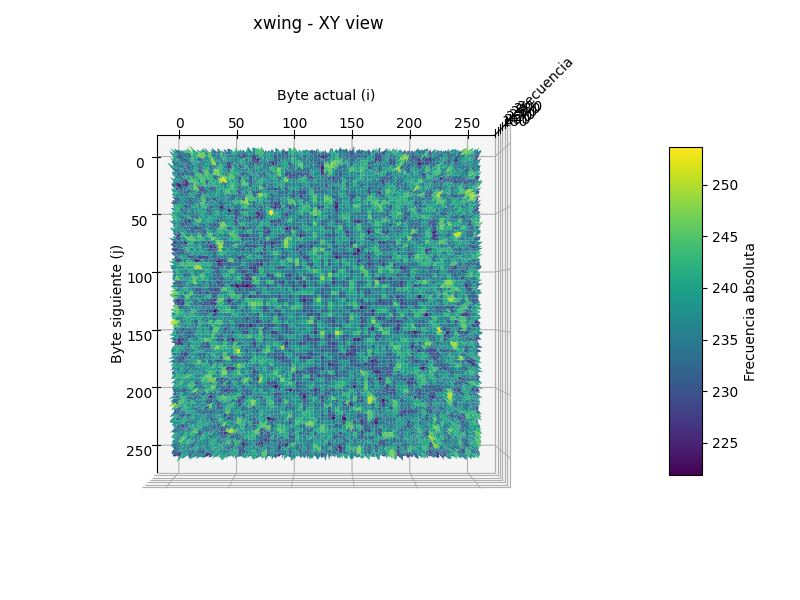 xwing - XY view
Byte actual (i)
0 50 100 150 200 250
0
50
100
150
200
250
Byte siguiente (j)
250
245
240
235
230
225
Frecuencia absoluta